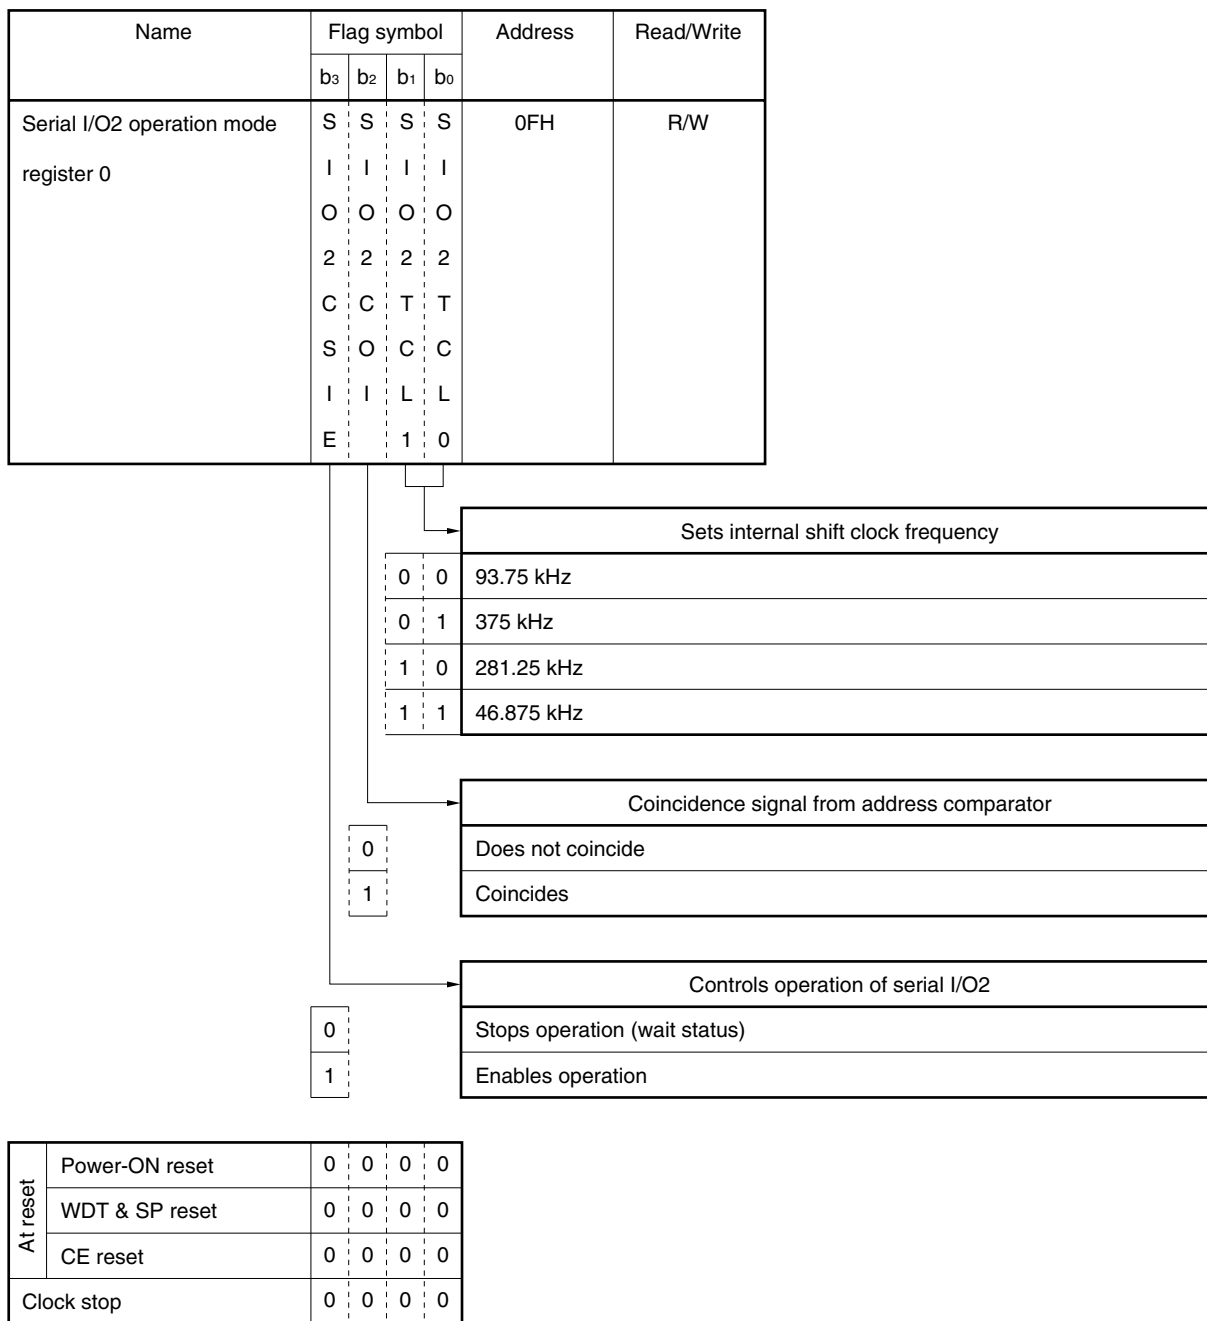 Name Flag symbol Address Read/Write
b3 b2 b1 b0
Serial I/O2 operation mode S S S S 0FH R/W
register 0 I I I I
O O O O
2 2 2 2
C C T T
S O C C
I I L L
E 1 0
Sets internal shift clock frequency
0 0 93.75 kHz
0 1 375 kHz
1 0 281.25 kHz
1 1 46.875 kHz
Coincidence signal from address comparator
0 Does not coincide
1 Coincides
Controls operation of serial I/O2
0 Stops operation (wait status)
1 Enables operation
At reset
Power-ON reset 0 0 0 0
WDT & SP reset 0 0 0 0
CE reset 0 0 0 0
Clock stop 0 0 0 0